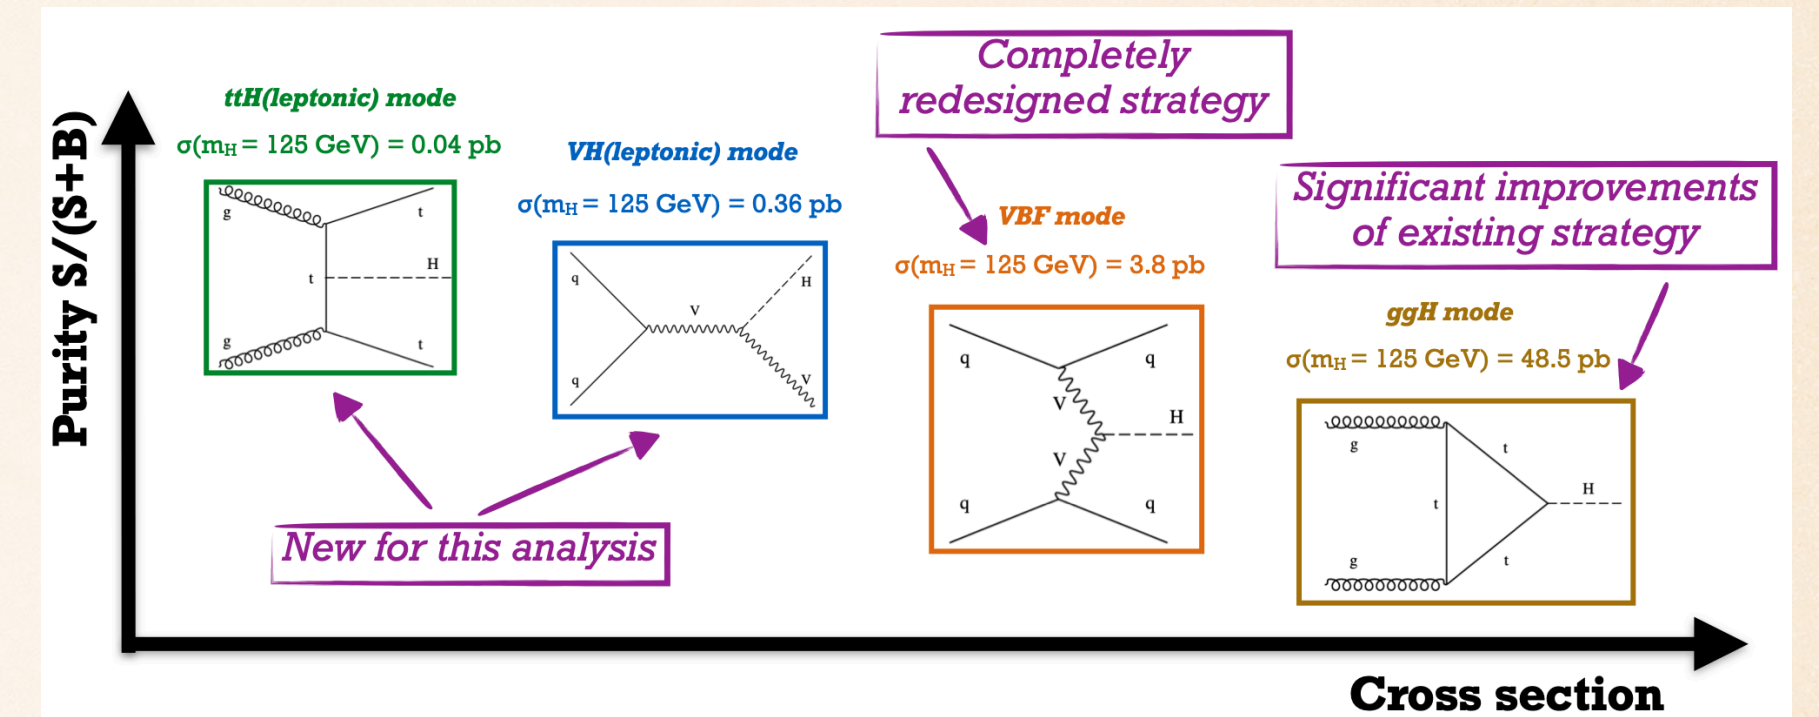 Purity S/(S+B)
ttH(leptonic) mode
σ(mH = 125 GeV) = 0.04 pb
g
t
t
H
g
t
VH(leptonic) mode
σ(mH = 125 GeV) = 0.36 pb
q
V
H
q
V
New for this analysis
Completely
redesigned strategy
VBF mode
σ(mH = 125 GeV) = 3.8 pb
q
q
V
H
V
q
q
Significant improvements
of existing strategy
ggH mode
σ(mH = 125 GeV) = 48.5 pb
g
t
t
H
g
t
Cross section